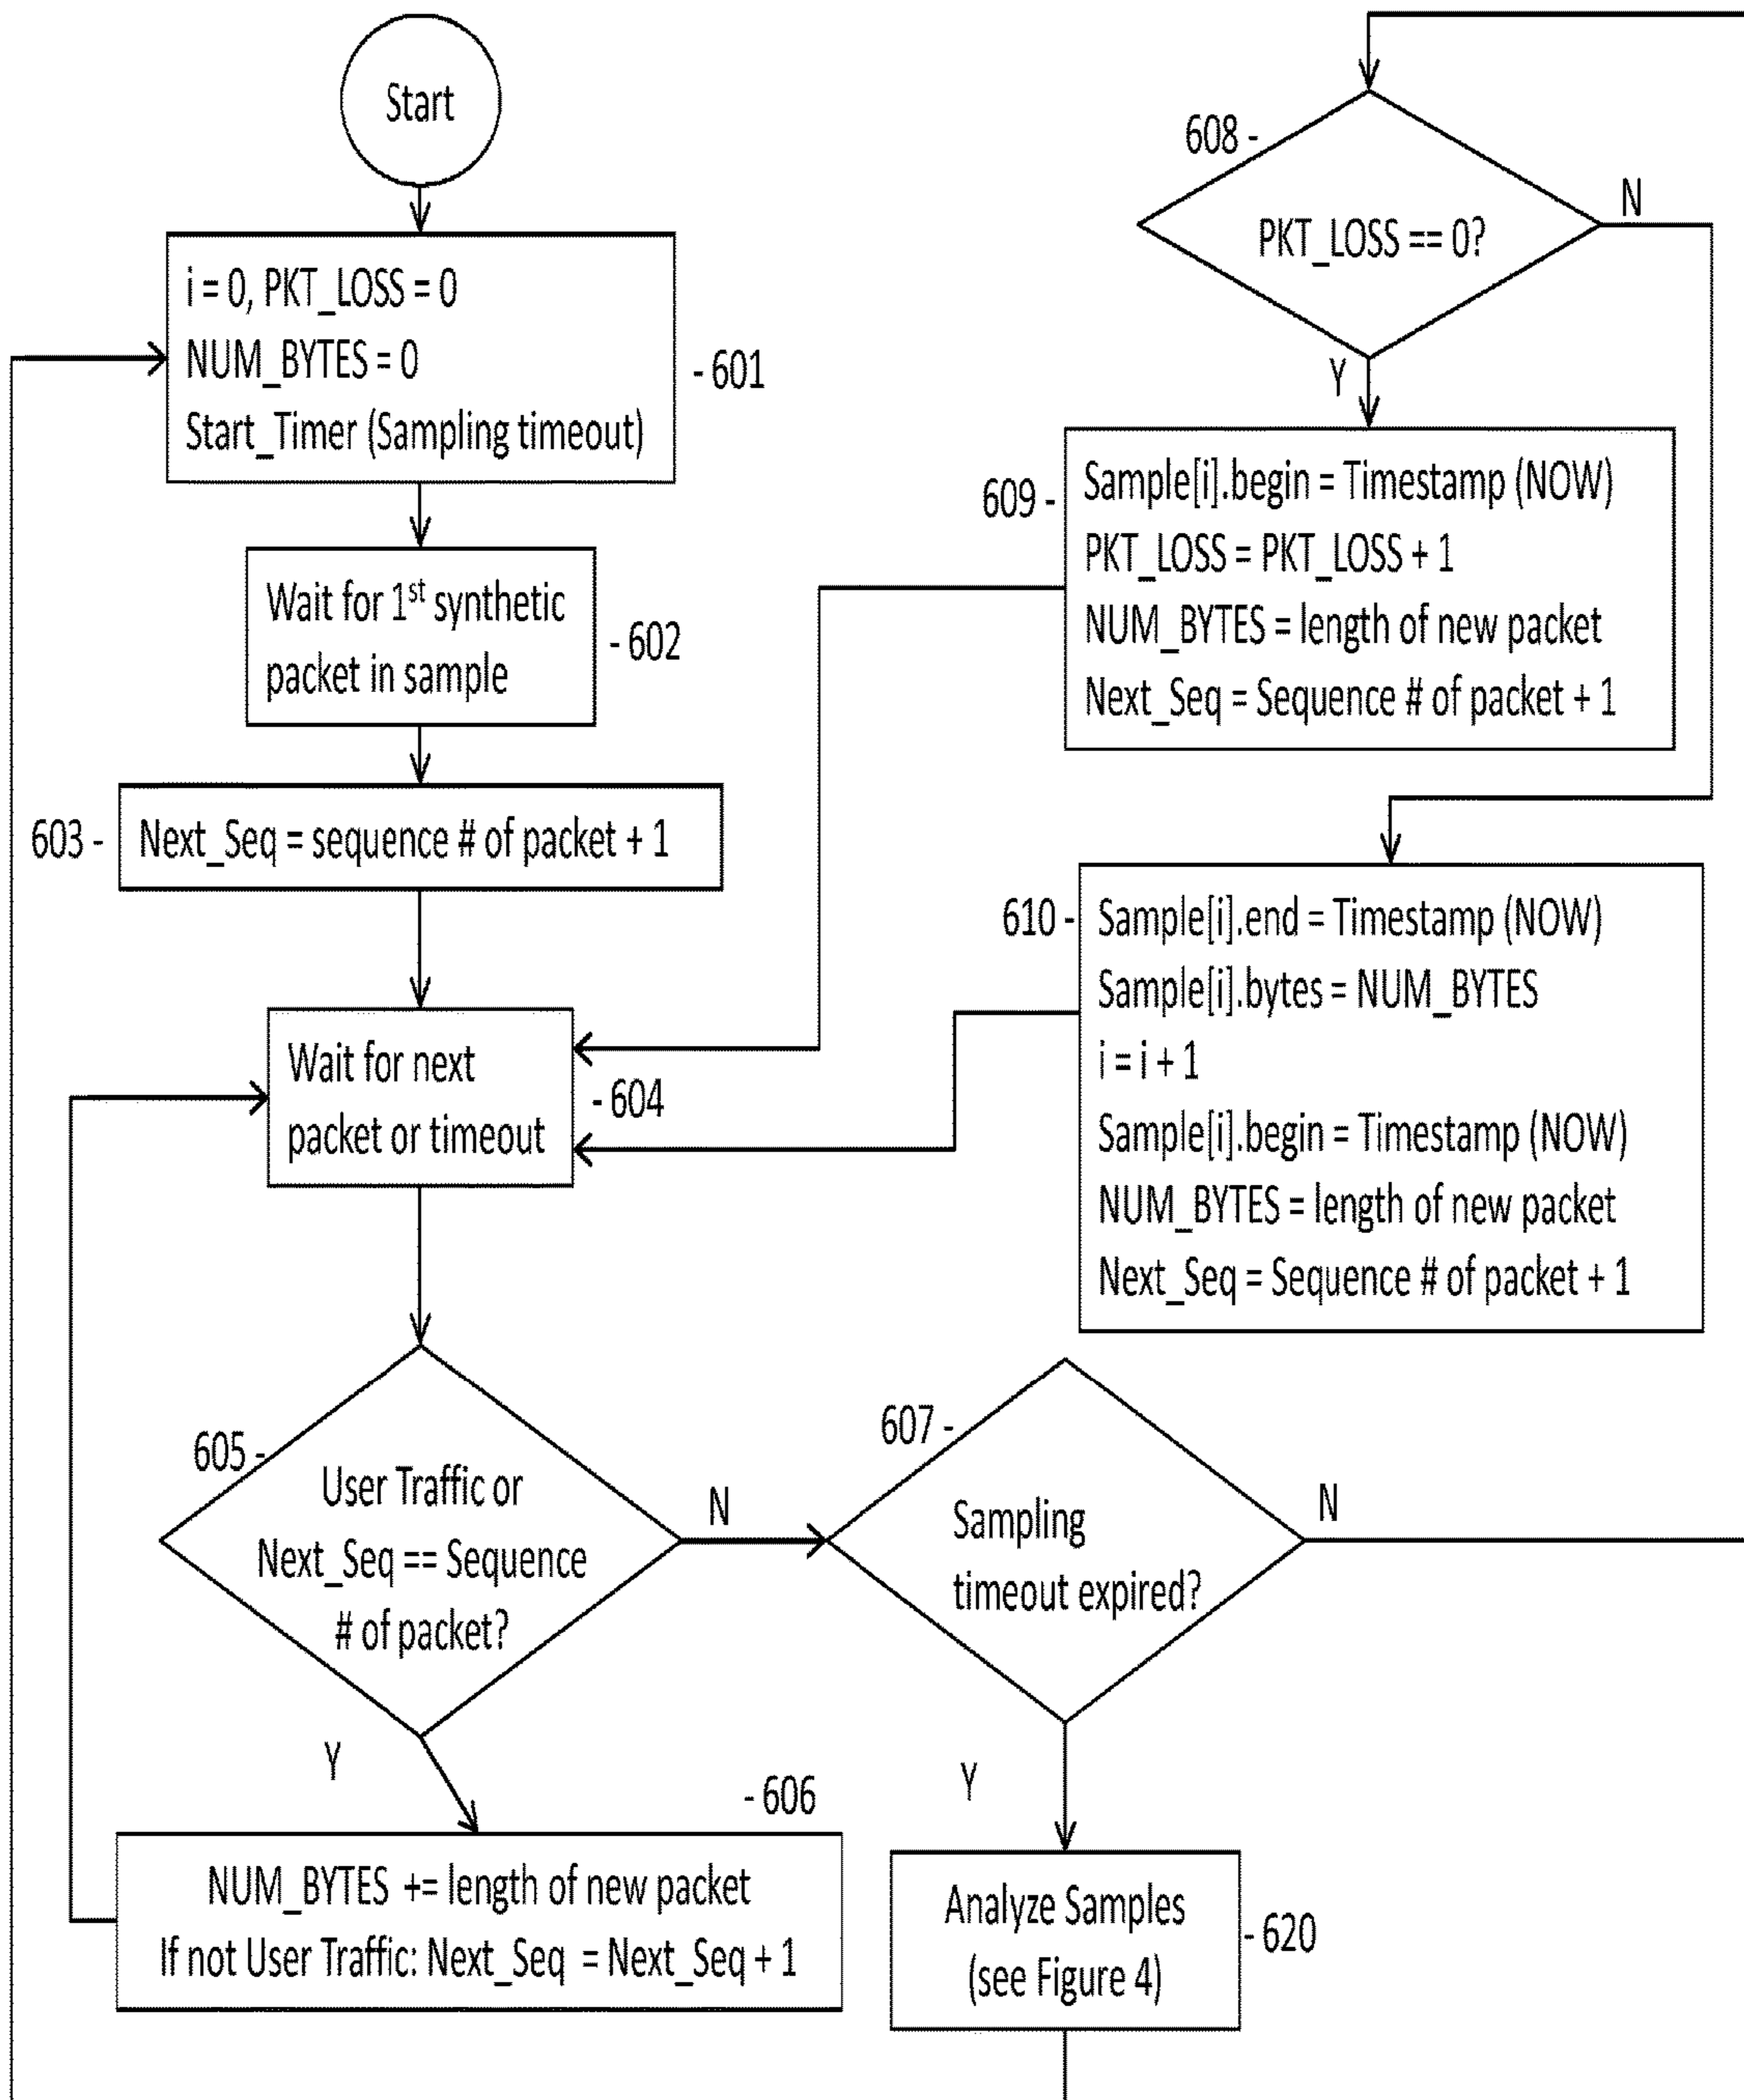 Start
i = 0, PKT_LOSS = 0
NUM_BYTES = 0
Start_Timer (Sampling timeout)
- 601
Wait for 1st synthetic
packet in sample
- 602
603 -
Next_Seq = sequence # of packet + 1
Wait for next
packet or timeout
- 604
605 -
User Traffic or
Next_Seq == Sequence
# of packet?
N
Y
- 606
NUM_BYTES += length of new packet
If not User Traffic: Next_Seq = Next_Seq + 1
607 -
Sampling
timeout expired?
N
Y
Analyze Samples
(see Figure 4)
- 620
608 -
PKT_LOSS == 0?
N
Y
609 -
Sample[i].begin = Timestamp (NOW)
PKT_LOSS = PKT_LOSS + 1
NUM_BYTES = length of new packet
Next_Seq = Sequence # of packet + 1
610 -
Sample[i].end = Timestamp (NOW)
Sample[i].bytes = NUM_BYTES
i = i + 1
Sample[i].begin = Timestamp (NOW)
NUM_BYTES = length of new packet
Next_Seq = Sequence # of packet + 1